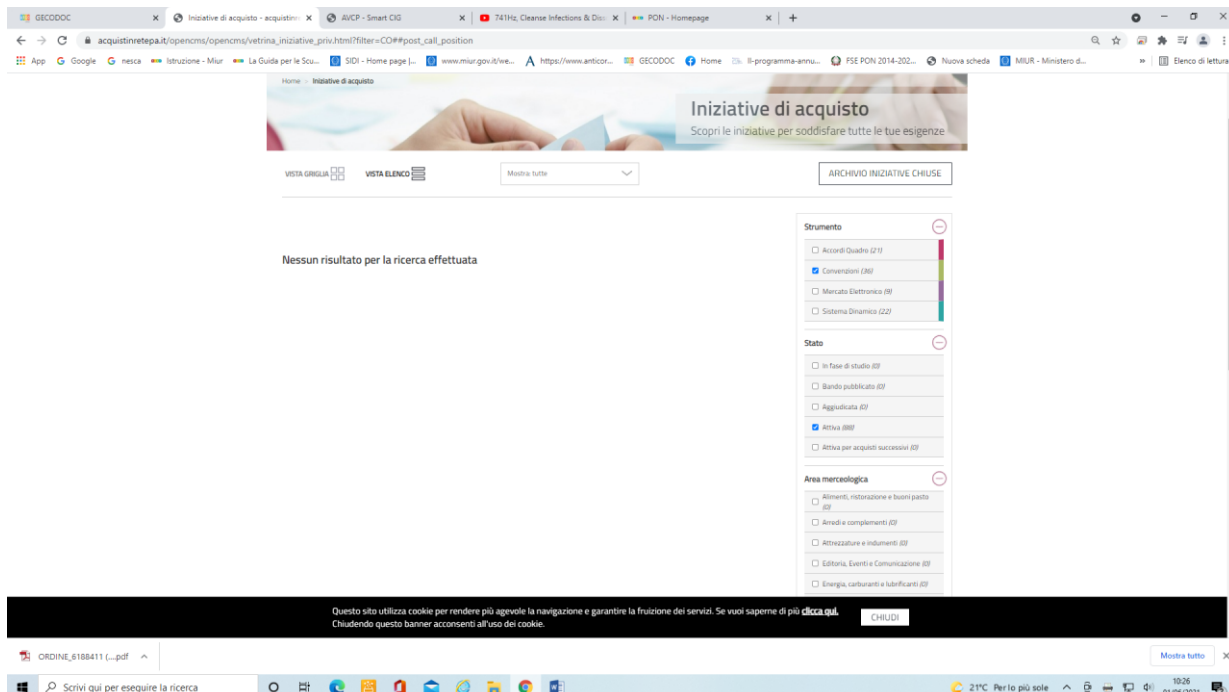 GECODOC
Iniziative di acquisto - acquistinre
AVCP - Smart CIG
741Hz, Cleanse Infections & Diss
PON - Homepage
acquistinretepa.it/opencms/opencms/vetrina_iniziative_priv.html?filter=CO##post_call_position
App
Google
nesca
Istruzione - Miur
La Guida per le Scu...
SIDI - Home page |...
www.miur.gov.it/we...
https://www.anticor...
GECODOC
Home
Il-programma-annu...
FSE PON 2014-202...
Nuova scheda
MIUR - Ministero d...
»
Elenco di lettura
Home
Iniziative di acquisto
Iniziative di acquisto
Scopri le iniziative per soddisfare tutte le tue esigenze
VISTA GRIGLIA
VISTA ELENCO
Mostra: tutte
ARCHIVIO INIZIATIVE CHIUSE
Nessun risultato per la ricerca effettuata
Strumento
Accordi Quadro (21)
Convenzioni (36)
Mercato Elettronico (9)
Sistema Dinamico (22)
Stato
In fase di studio (0)
Bando pubblicato (0)
Aggiudicata (0)
Attiva (88)
Attiva per acquisti successivi (0)
Area merceologica
Alimenti, ristorazione e buoni pasto
(0)
Arredi e complementi (0)
Attrezzature e indumenti (0)
Editoria, Eventi e Comunicazione (0)
Energia, carburanti e lubrificanti (0)
Questo sito utilizza cookie per rendere più agevole la navigazione e garantire la fruizione dei servizi. Se vuoi saperne di più clicca qui.
Chiudendo questo banner acconsenti all'uso dei cookie.
CHIUDI
ORDINE_6188411 (....pdf
Mostra tutto
Scrivi qui per eseguire la ricerca
21°C Per lo più sole
10:26
01/06/2021